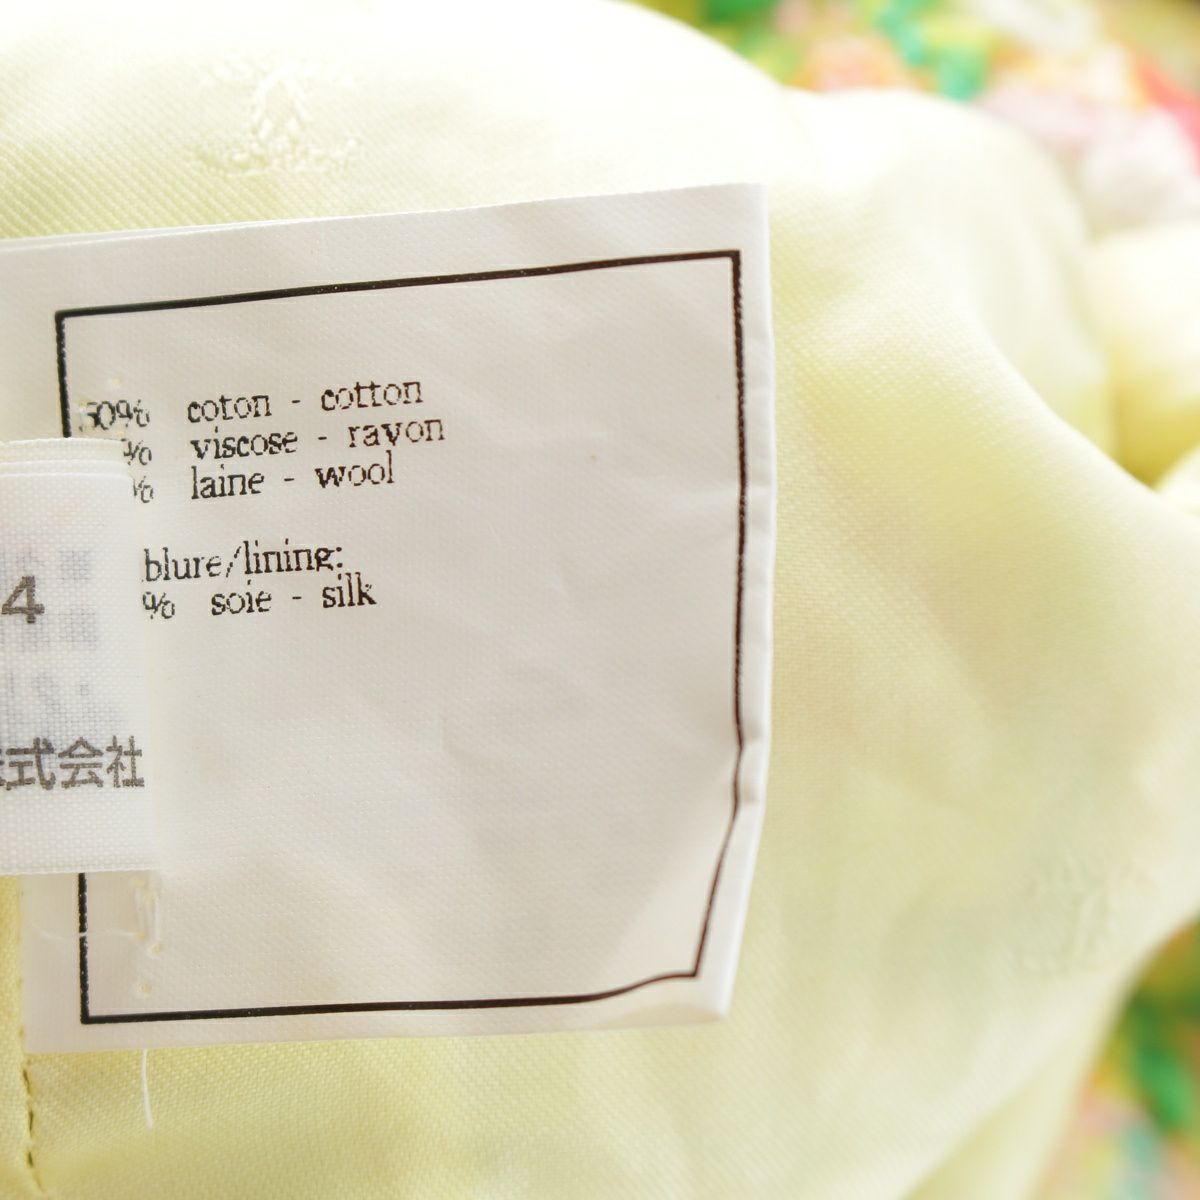 50% coton - cotton
% viscose - rayon
% laine - wool
blure/lining:
% soie - silk
4
式会社